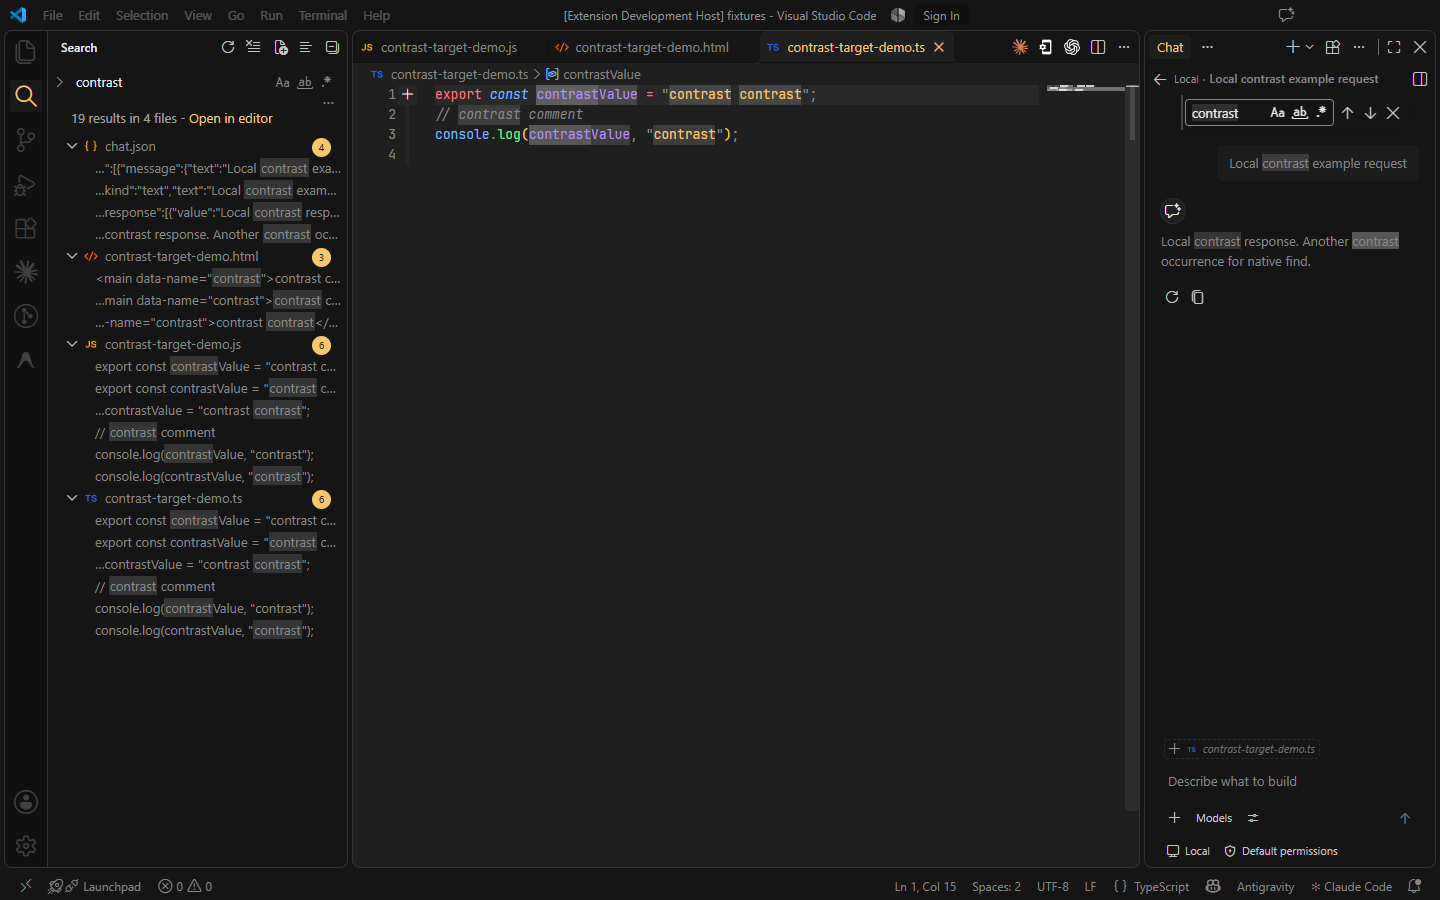 File Edit Selection View Go Run Terminal Help
[Extension Development Host] fixtures - Visual Studio Code
Sign In
Search
contrast
Aa ab .*
19 results in 4 files - Open in editor
{ } chat.json 4
...":[{"message":{"text":"Local contrast exa...
...kind":"text","text":"Local contrast exam...
...response":[{"value":"Local contrast resp...
...contrast response. Another contrast oc...
contrast-target-demo.html 3
<main data-name="contrast">contrast c...
...main data-name="contrast">contrast c...
...-name="contrast">contrast contrast</...
JS contrast-target-demo.js 6
export const contrastValue = "contrast c...
export const contrastValue = "contrast c...
...contrastValue = "contrast contrast";
// contrast comment
console.log(contrastValue, "contrast");
console.log(contrastValue, "contrast");
TS contrast-target-demo.ts 6
export const contrastValue = "contrast c...
export const contrastValue = "contrast c...
...contrastValue = "contrast contrast";
// contrast comment
console.log(contrastValue, "contrast");
console.log(contrastValue, "contrast");
JS contrast-target-demo.js
contrast-target-demo.html
TS contrast-target-demo.ts
TS contrast-target-demo.ts > contrastValue
1 export const contrastValue = "contrast contrast";
2 // contrast comment
3 console.log(contrastValue, "contrast");
4
Chat
Local · Local contrast example request
contrast Aa ab .*
Local contrast example request
Local contrast response. Another contrast
occurrence for native find.
TS contrast-target-demo.ts
Describe what to build
Models
Local Default permissions
Launchpad 0 0
Ln 1, Col 15 Spaces: 2 UTF-8 LF { } TypeScript Antigravity Claude Code